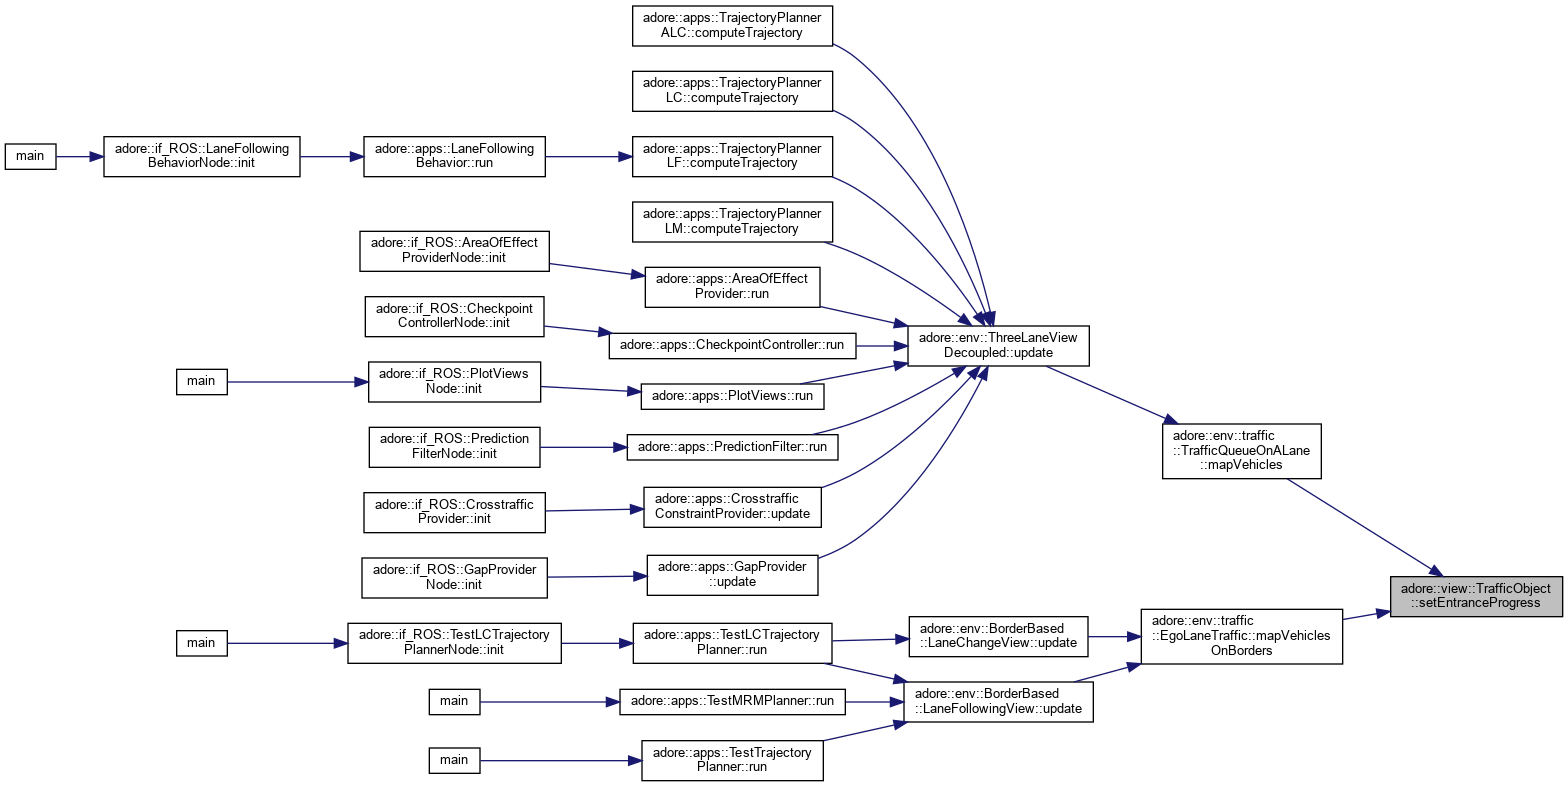 adore::apps::TrajectoryPlanner
ALC::computeTrajectory
adore::apps::TrajectoryPlanner
LC::computeTrajectory
main
adore::if_ROS::LaneFollowing
BehaviorNode::init
adore::apps::LaneFollowing
Behavior::run
adore::apps::TrajectoryPlanner
LF::computeTrajectory
adore::apps::TrajectoryPlanner
LM::computeTrajectory
adore::if_ROS::AreaOfEffect
ProviderNode::init
adore::apps::AreaOfEffect
Provider::run
adore::if_ROS::Checkpoint
ControllerNode::init
adore::apps::CheckpointController::run
adore::env::ThreeLaneView
Decoupled::update
main
adore::if_ROS::PlotViews
Node::init
adore::apps::PlotViews::run
adore::if_ROS::Prediction
FilterNode::init
adore::apps::PredictionFilter::run
adore::env::traffic
::TrafficQueueOnALane
::mapVehicles
adore::if_ROS::Crosstraffic
Provider::init
adore::apps::Crosstraffic
ConstraintProvider::update
adore::if_ROS::GapProvider
Node::init
adore::apps::GapProvider
::update
adore::view::TrafficObject
::setEntranceProgress
main
adore::if_ROS::TestLCTrajectory
PlannerNode::init
adore::apps::TestLCTrajectory
Planner::run
adore::env::BorderBased
::LaneChangeView::update
adore::env::traffic
::EgoLaneTraffic::mapVehicles
OnBorders
main
adore::apps::TestMRMPlanner::run
adore::env::BorderBased
::LaneFollowingView::update
main
adore::apps::TestTrajectory
Planner::run